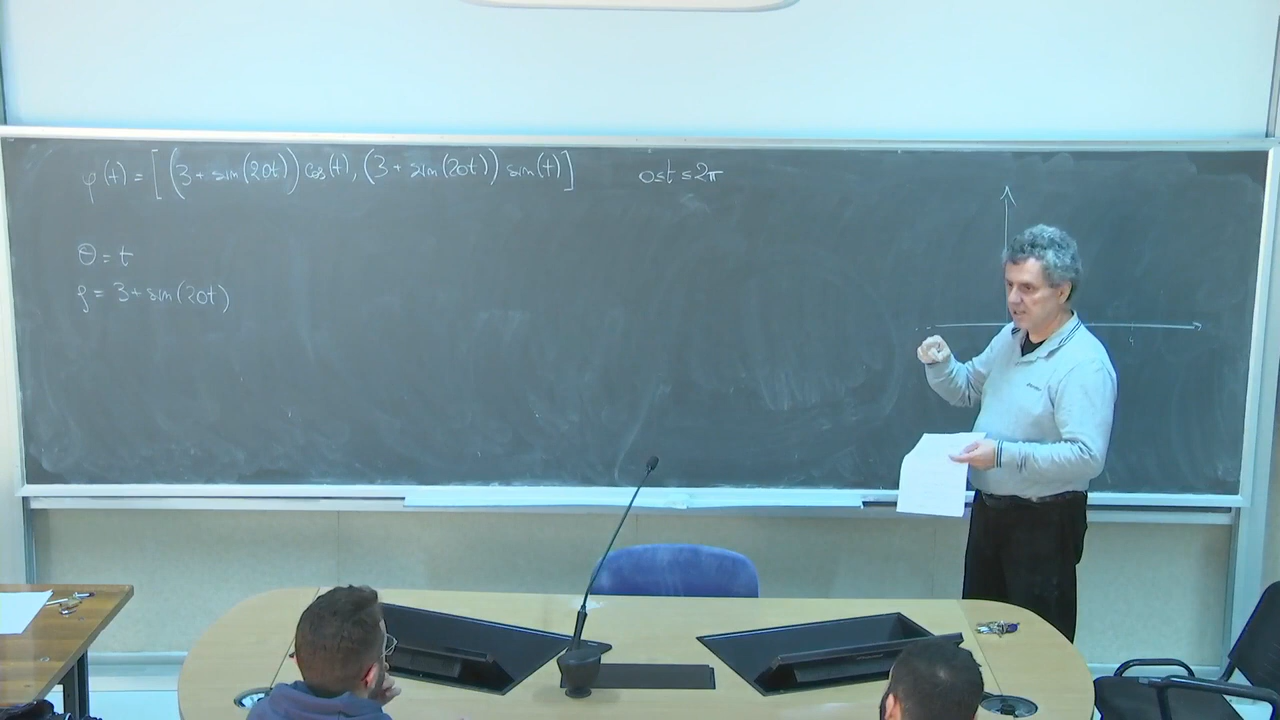 φ(t) = [(3 + sin(20t)) cos(t), (3 + sin(20t)) sin(t)] 0≤t≤2π
θ = t
ρ = 3 + sin(20t)